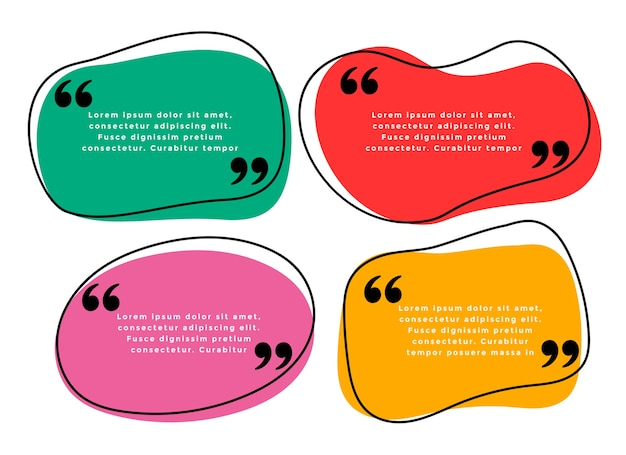 “
Lorem ipsum dolor sit amet,
consectetur adipiscing elit.
Fusce dignissim pretium
consectetur. Curabitur tempor
”
“
Lorem ipsum dolor sit amet,
consectetur adipiscing elit.
Fusce dignissim pretium
consectetur. Curabitur tempor
”
“
Lorem ipsum dolor sit amet,
consectetur adipiscing elit.
Fusce dignissim pretium
consectetur. Curabitur
”
“
Lorem ipsum dolor sit amet,
consectetur adipiscing elit.
Fusce dignissim pretium
consectetur. Curabitur
tempor posuere massa in
”